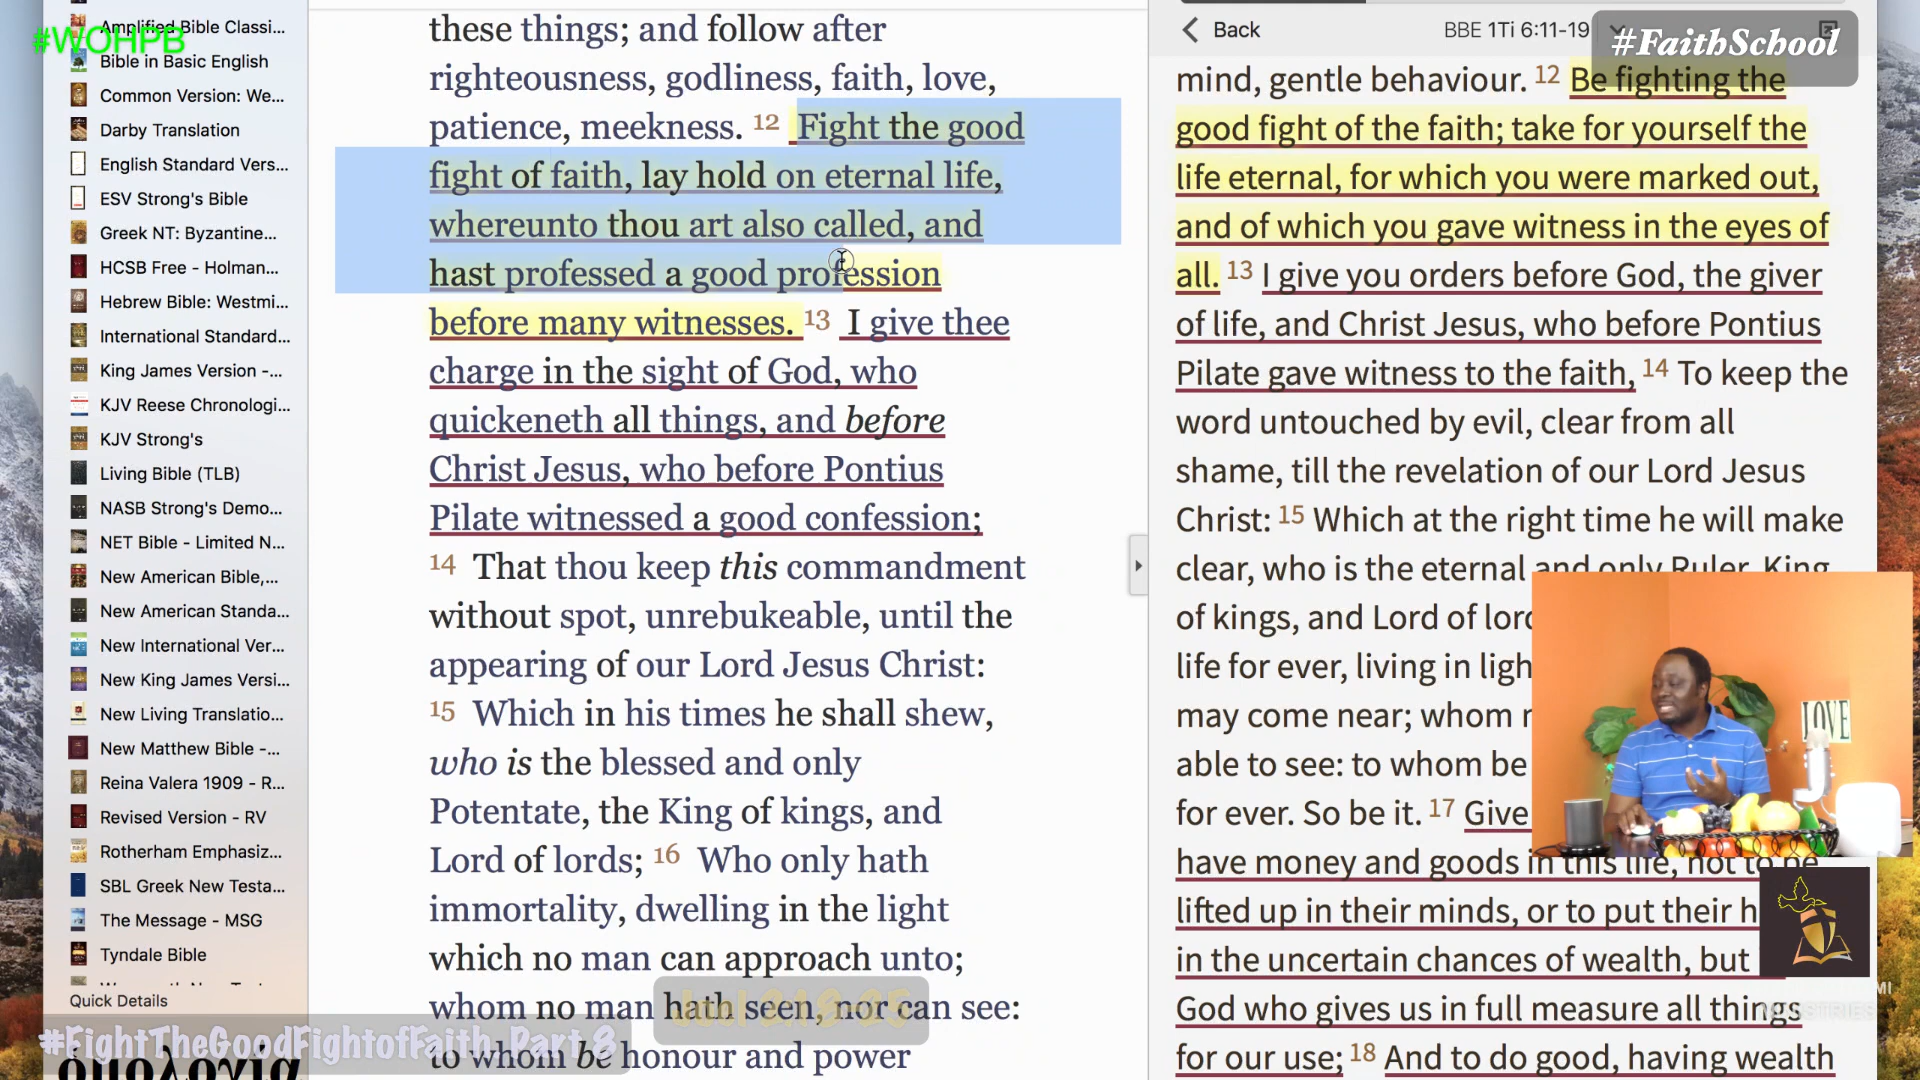 #WOHPB
#FaithSchool
Amplified Bible Classi...
Bible in Basic English
Common Version: We...
Darby Translation
English Standard Vers...
ESV Strong's Bible
Greek NT: Byzantine...
HCSB Free - Holman...
Hebrew Bible: Westmi...
International Standard...
King James Version -...
KJV Reese Chronologi...
KJV Strong's
Living Bible (TLB)
NASB Strong's Demo...
NET Bible - Limited N...
New American Bible,...
New American Standa...
New International Ver...
New King James Versi...
New Living Translatio...
New Matthew Bible -...
Reina Valera 1909 - R...
Revised Version - RV
Rotherham Emphasiz...
SBL Greek New Testa...
The Message - MSG
Tyndale Bible
Quick Details
#FightTheGoodFightofFaith Part 8
ὁμολογία
these things; and follow after
righteousness, godliness, faith, love,
patience, meekness. 12 Fight the good
fight of faith, lay hold on eternal life,
whereunto thou art also called, and
hast professed a good profession
before many witnesses. 13 I give thee
charge in the sight of God, who
quickeneth all things, and before
Christ Jesus, who before Pontius
Pilate witnessed a good confession;
14 That thou keep this commandment
without spot, unrebukeable, until the
appearing of our Lord Jesus Christ:
15 Which in his times he shall shew,
who is the blessed and only
Potentate, the King of kings, and
Lord of lords; 16 Who only hath
immortality, dwelling in the light
which no man can approach unto;
whom no man hath seen, nor can see:
to whom be honour and power
Back
BBE 1Ti 6:11-19
mind, gentle behaviour. 12 Be fighting the
good fight of the faith; take for yourself the
life eternal, for which you were marked out,
and of which you gave witness in the eyes of
all. 13 I give you orders before God, the giver
of life, and Christ Jesus, who before Pontius
Pilate gave witness to the faith, 14 To keep the
word untouched by evil, clear from all
shame, till the revelation of our Lord Jesus
Christ: 15 Which at the right time he will make
clear, who is the eternal and only Ruler, King
of kings, and Lord of lord
life for ever, living in ligh
may come near; whom
able to see: to whom be
for ever. So be it. 17 Give
have money and goods in this life, not to be
lifted up in their minds, or to put their h
in the uncertain chances of wealth, but
God who gives us in full measure all things
for our use; 18 And to do good, having wealth
LOVE